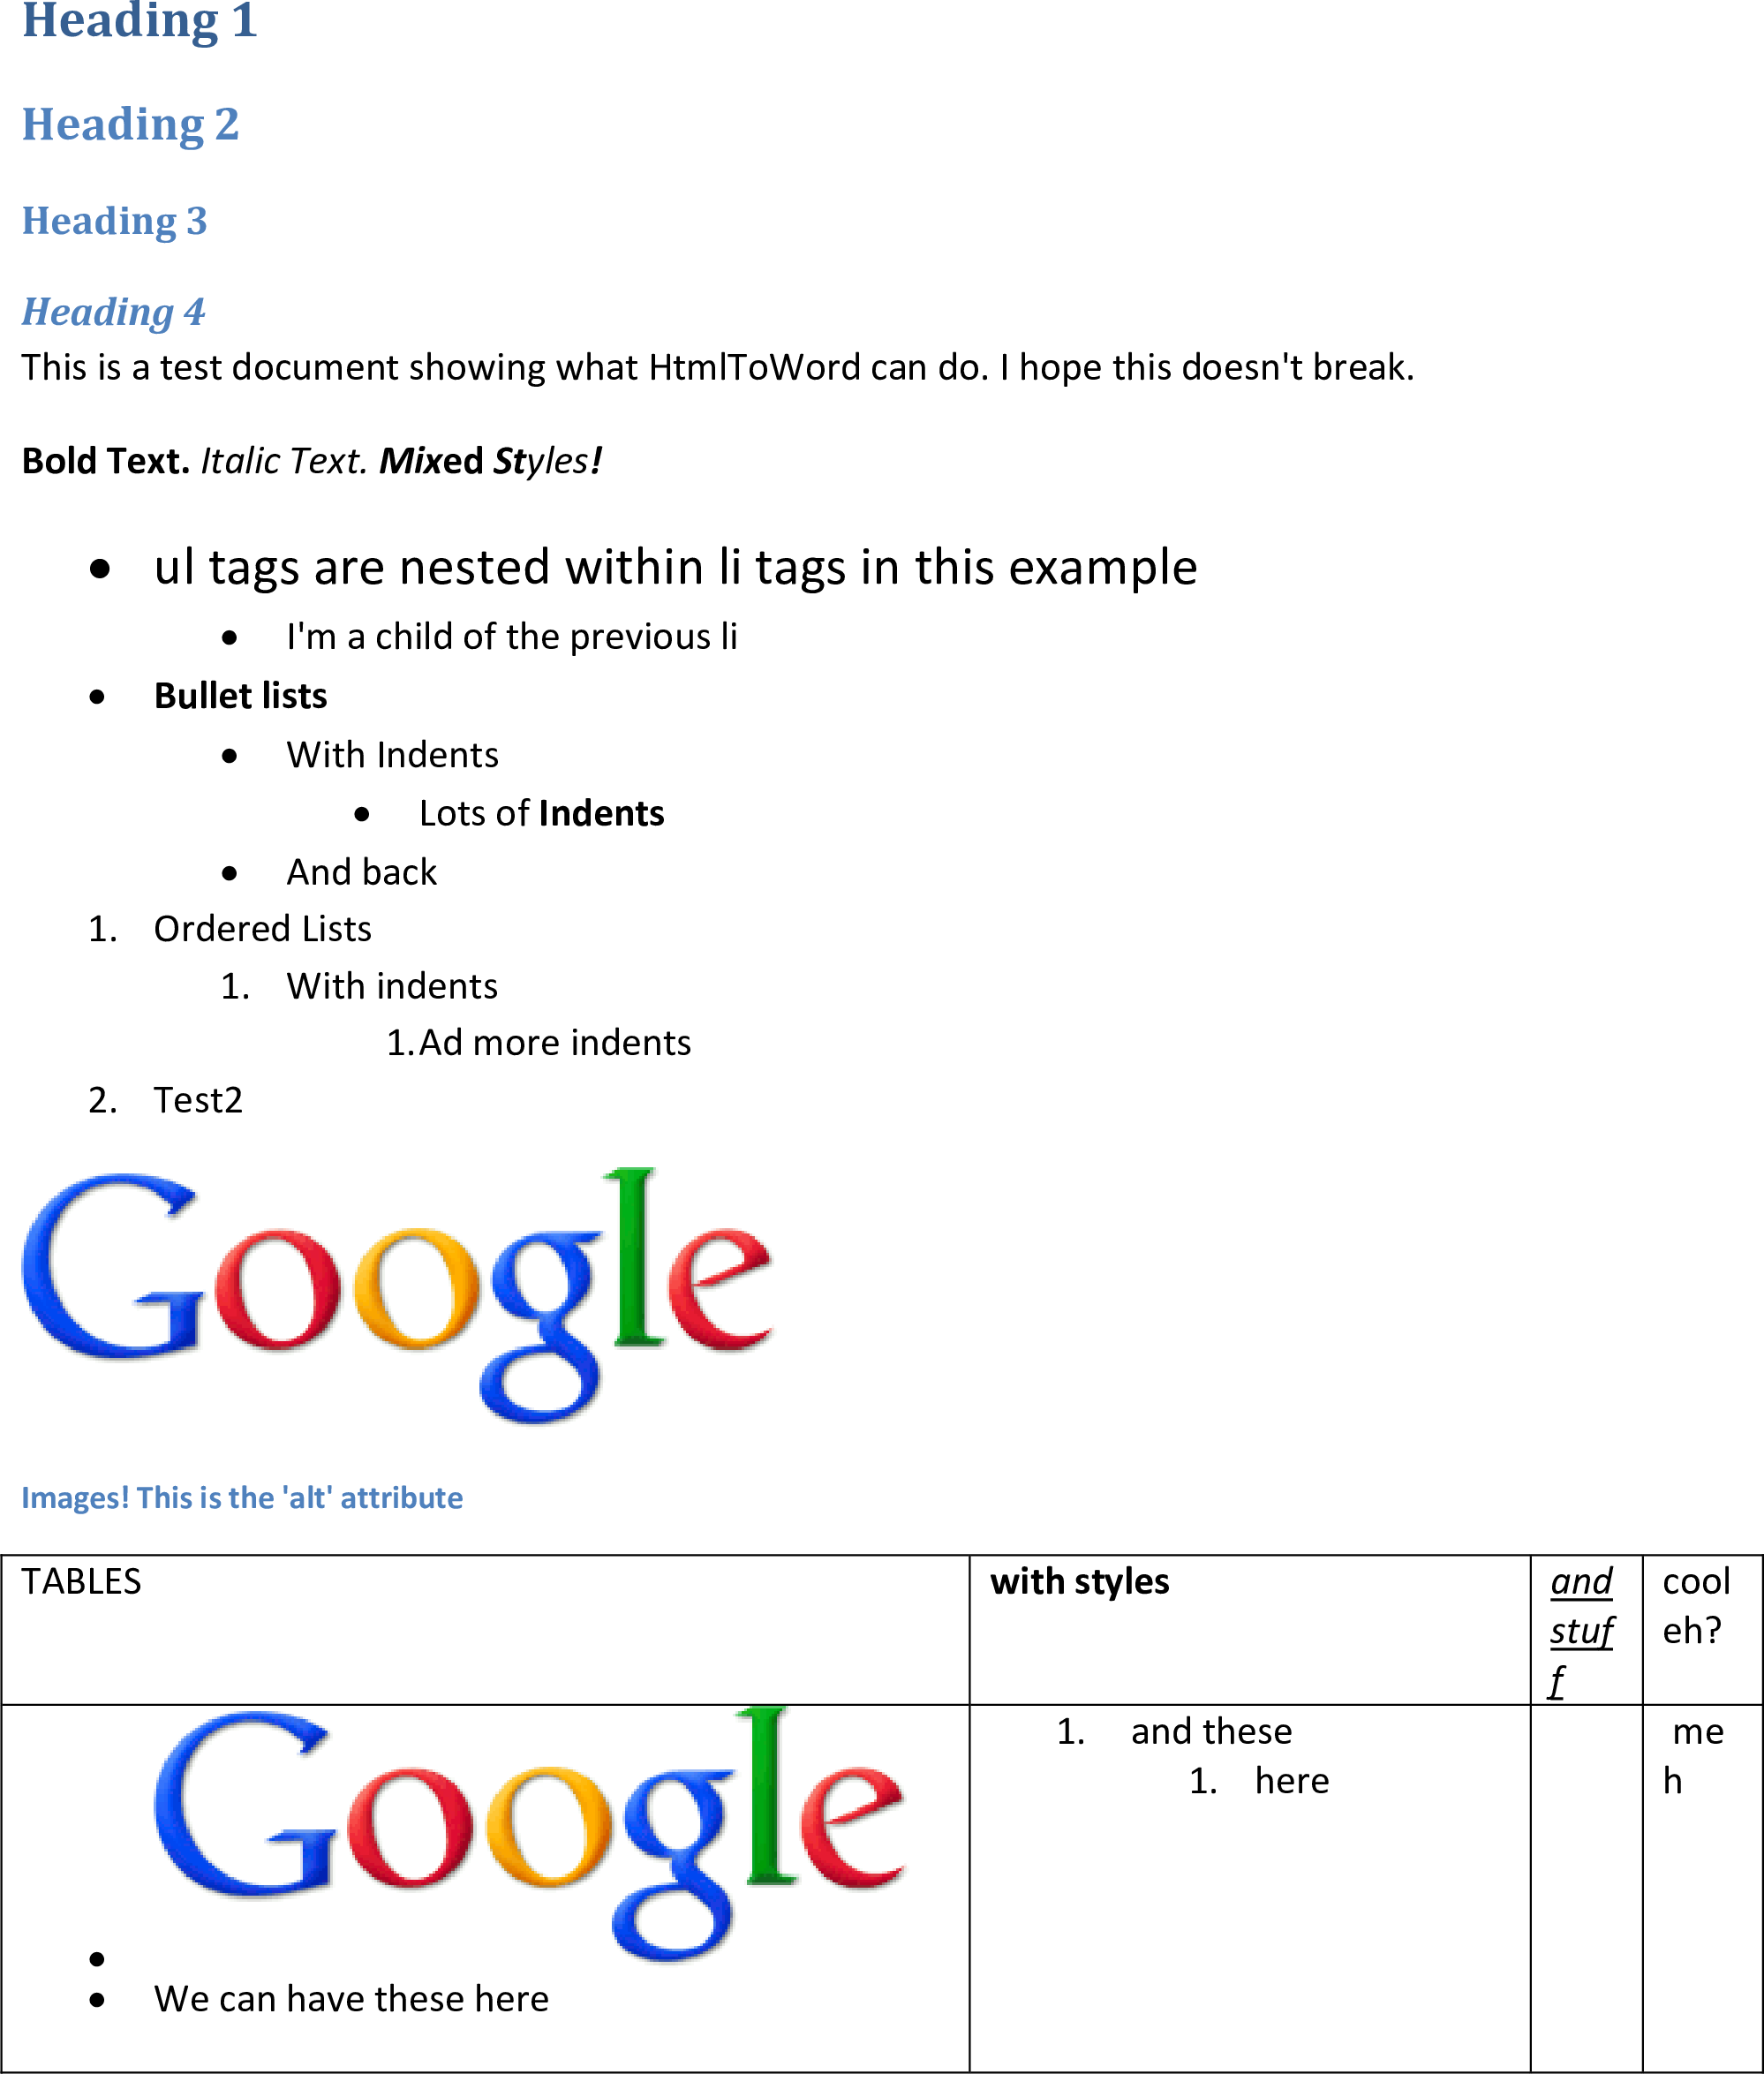 Heading 1
Heading 2
Heading 3
Heading 4
This is a test document showing what HtmlToWord can do. I hope this doesn't break.
Bold Text. Italic Text. Mixed Styles!
• ul tags are nested within li tags in this example
• I'm a child of the previous li
• Bullet lists
• With Indents
• Lots of Indents
• And back
1. Ordered Lists
1. With indents
1. Ad more indents
2. Test2
Google
Images! This is the 'alt' attribute
TABLES
with styles
and
stuf
f
cool
eh?
Google
•
• We can have these here
1. and these
1. here
me
h